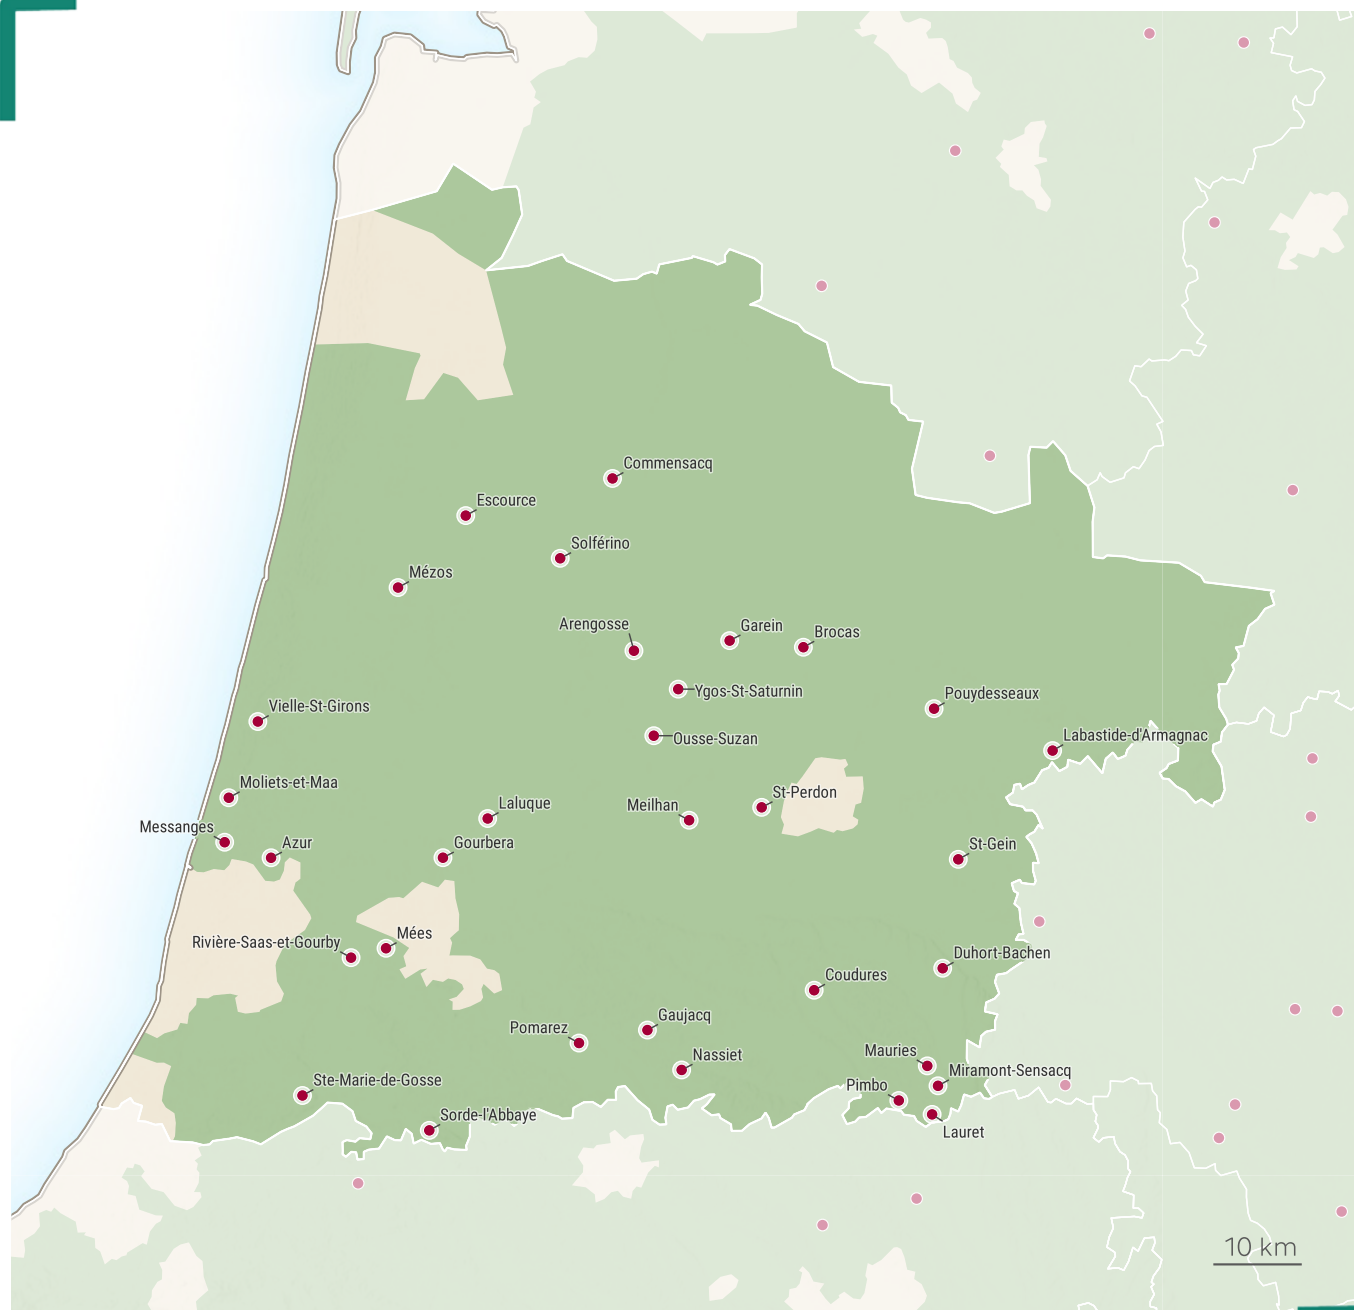 Commensacq
Escource
Solférino
Mézos
Arengosse
Garein
Brocas
Ygos-St-Saturnin
Pouydesseaux
Vielle-St-Girons
Ousse-Suzan
Labastide-d'Armagnac
Moliets-et-Maa
St-Perdon
Laluque
Meilhan
Messanges
Azur
Gourbera
St-Gein
Mées
Rivière-Saas-et-Gourby
Duhort-Bachen
Coudures
Gaujacq
Pomarez
Mauries
Nassiet
Miramont-Sensacq
Ste-Marie-de-Gosse
Pimbo
Sorde-l'Abbaye
Lauret
10 km